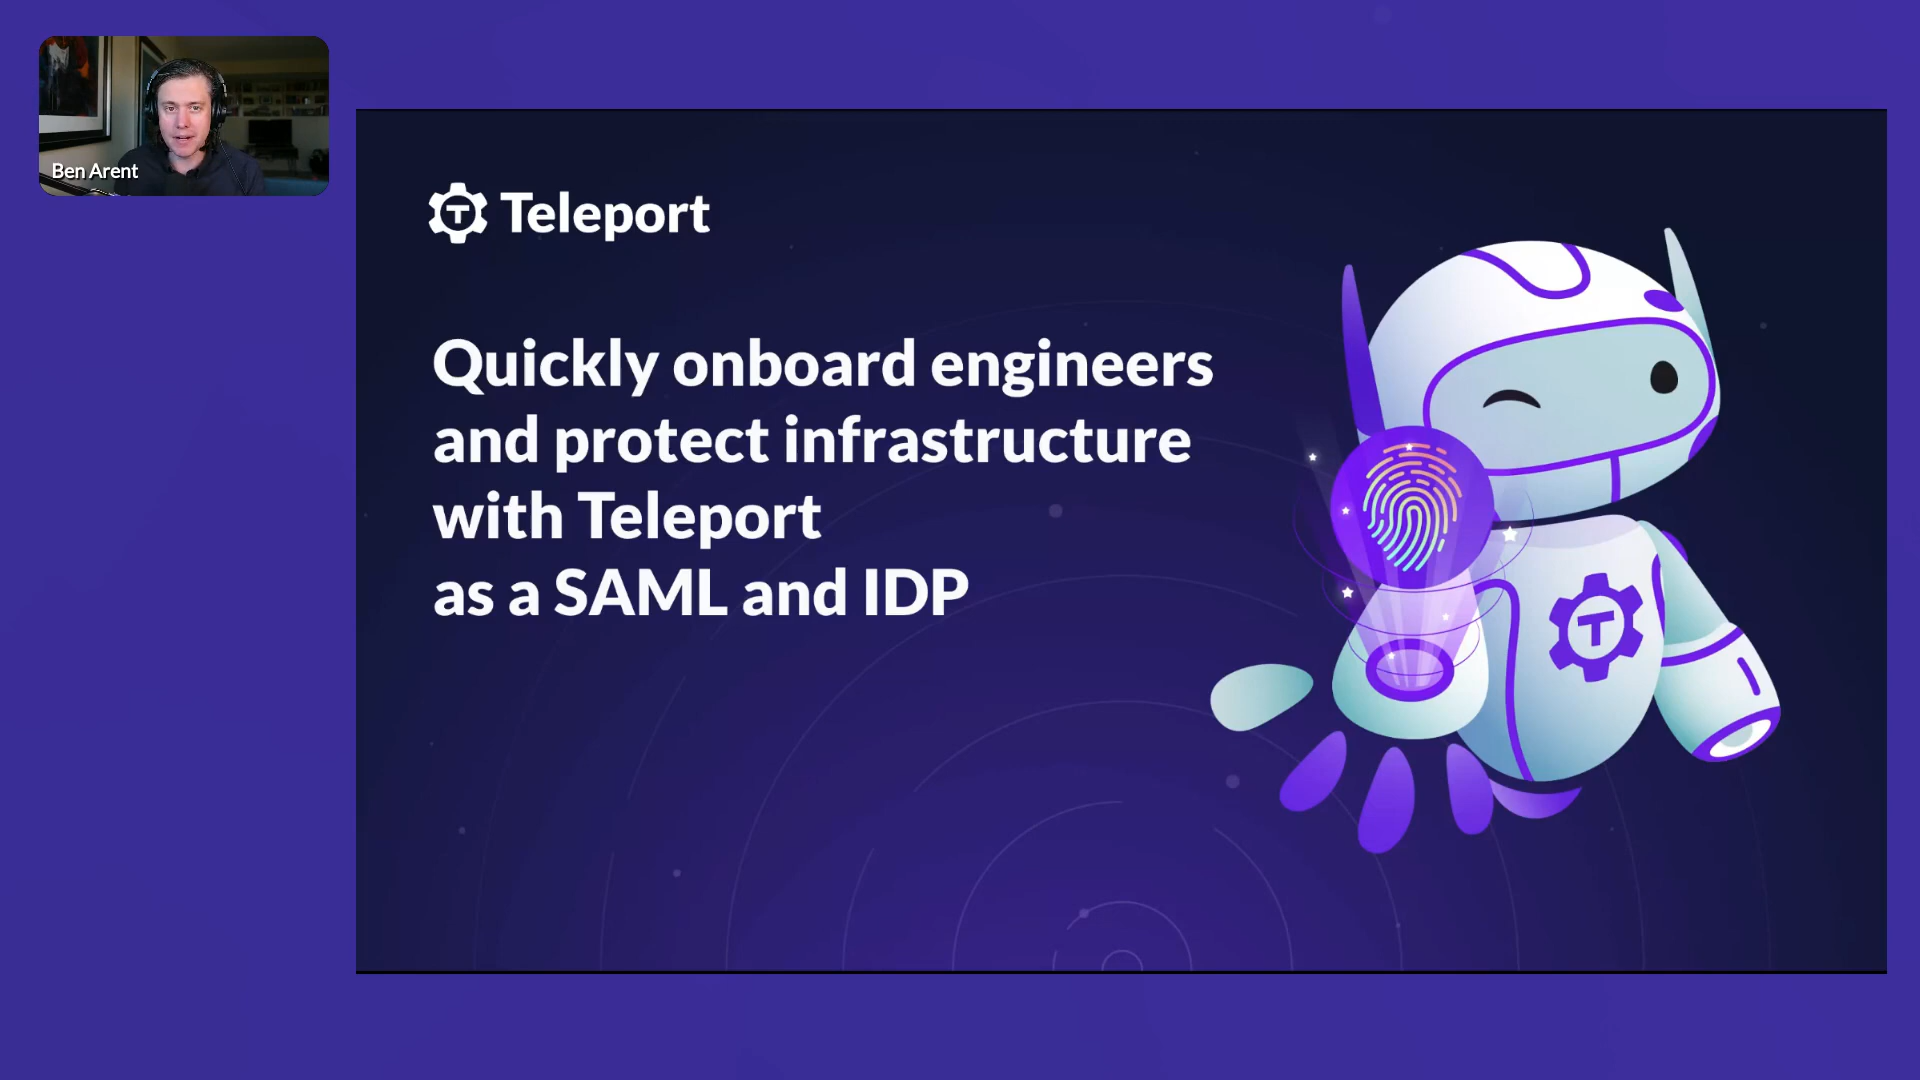 Ben Arent
Teleport
Quickly onboard engineers
and protect infrastructure
with Teleport
as a SAML and IDP
T